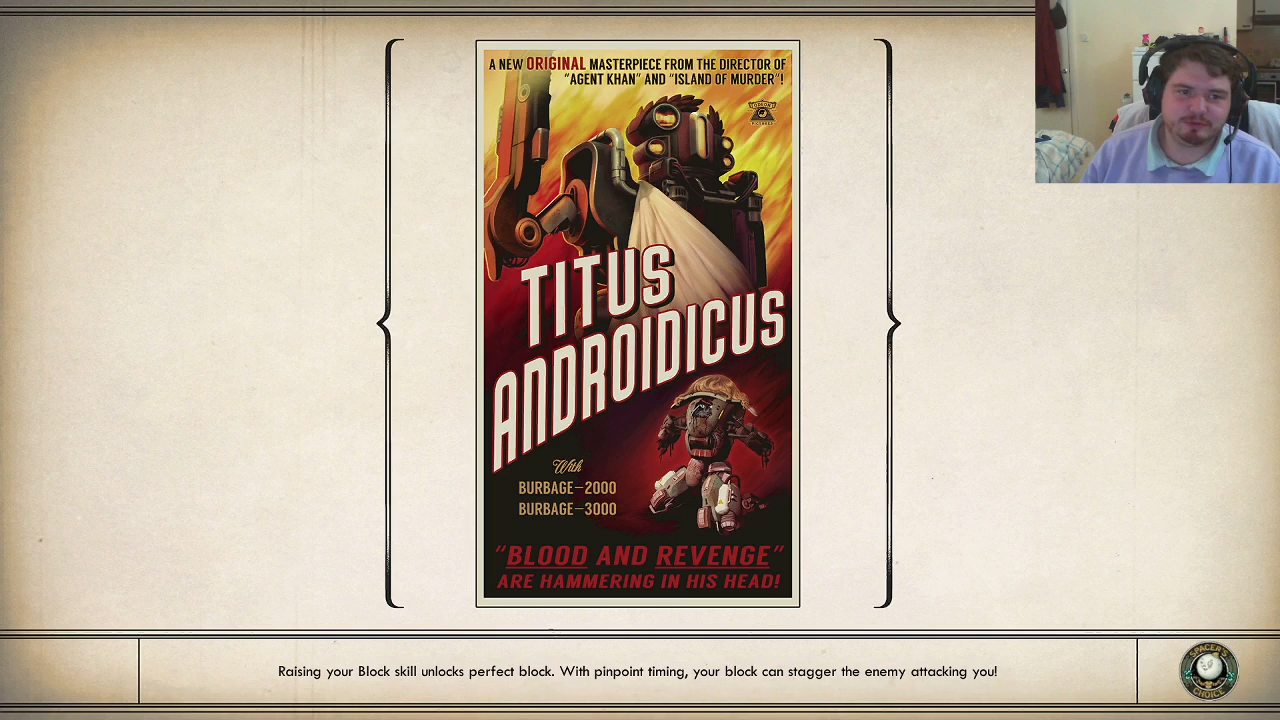 A NEW ORIGINAL MASTERPIECE FROM THE DIRECTOR OF
"AGENT KHAN" AND "ISLAND OF MURDER"!
TITUS
ANDROIDICUS
With
BURBAGE-2000
BURBAGE-3000
"BLOOD AND REVENGE"
ARE HAMMERING IN HIS HEAD!
Raising your Block skill unlocks perfect block. With pinpoint timing, your block can stagger the enemy attacking you!
SPACER'S
CHOICE